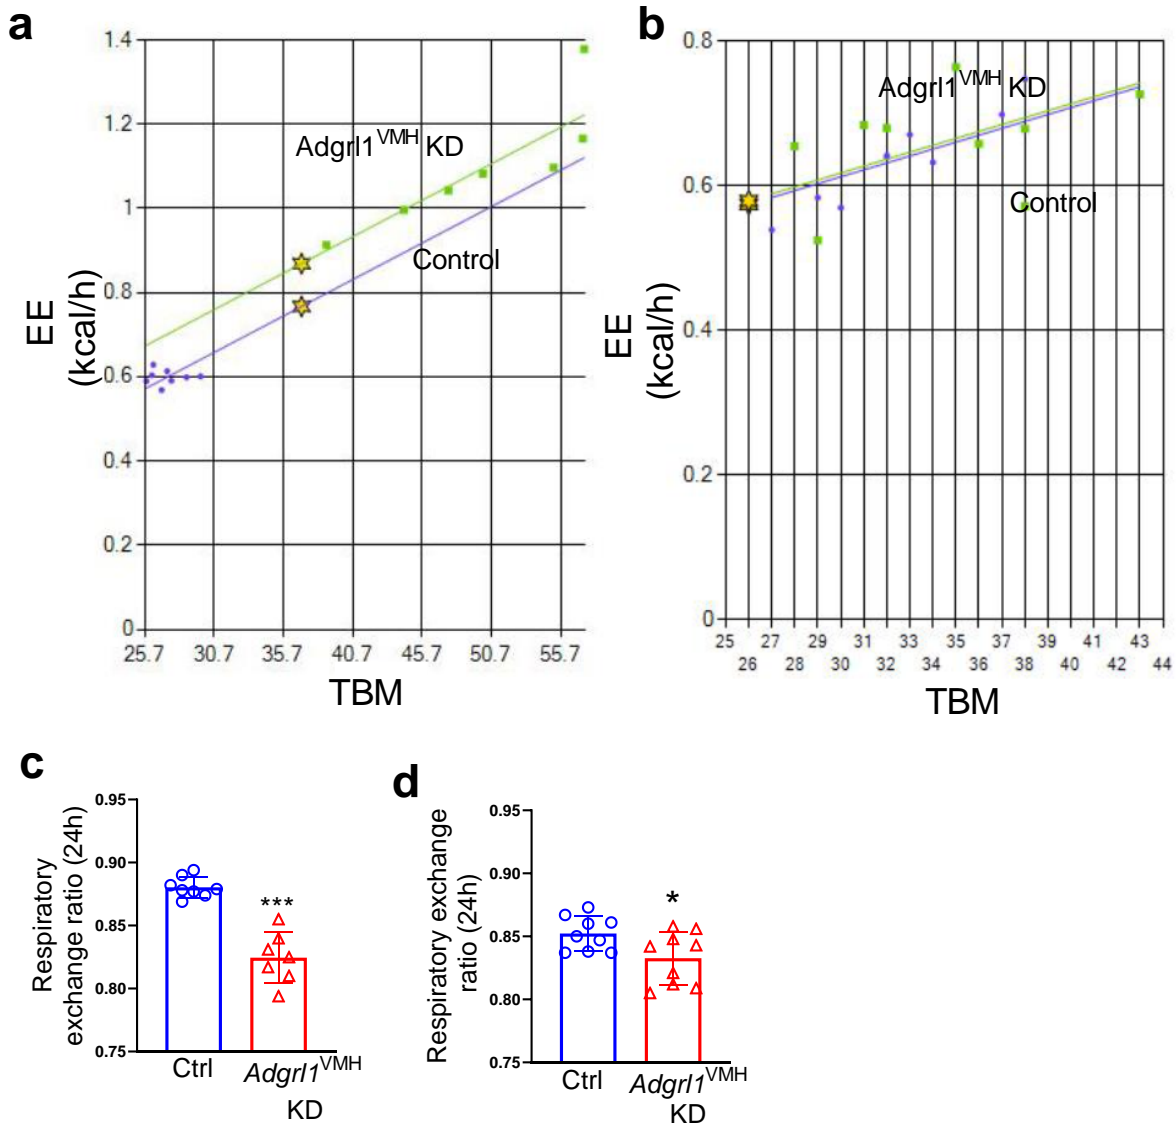 a
1.4
1.2
1
0.8
0.6
0.4
0.2
0
EE
(kcal/h)
Adgrl1VMH KD
Control
25.7 30.7 35.7 40.7 45.7 50.7 55.7
TBM
b
0.8
0.6
0.4
0.2
0
EE
(kcal/h)
Adgrl1VMH KD
Control
25 27 29 31 33 35 37 39 41 43
26 28 30 32 34 36 38 40 42 44
TBM
c
Respiratory
exchange ratio (24h)
0.95
0.90
0.85
0.80
0.75
***
Ctrl Adgrl1VMH
KD
d
Respiratory exchange
ratio (24h)
0.95
0.90
0.85
0.80
0.75
*
Ctrl Adgrl1VMH
KD